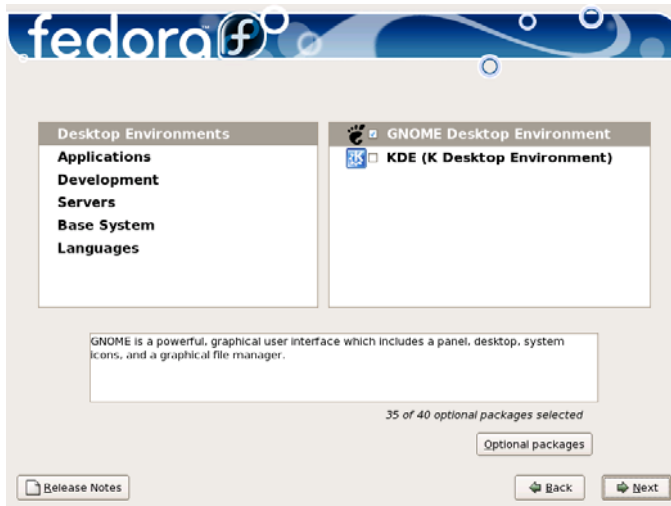 fedora
Desktop Environments
Applications
Development
Servers
Base System
Languages
GNOME Desktop Environment
KDE (K Desktop Environment)
GNOME is a powerful, graphical user interface which includes a panel, desktop, system
icons, and a graphical file manager.
35 of 40 optional packages selected
Optional packages
Release Notes
Back
Next